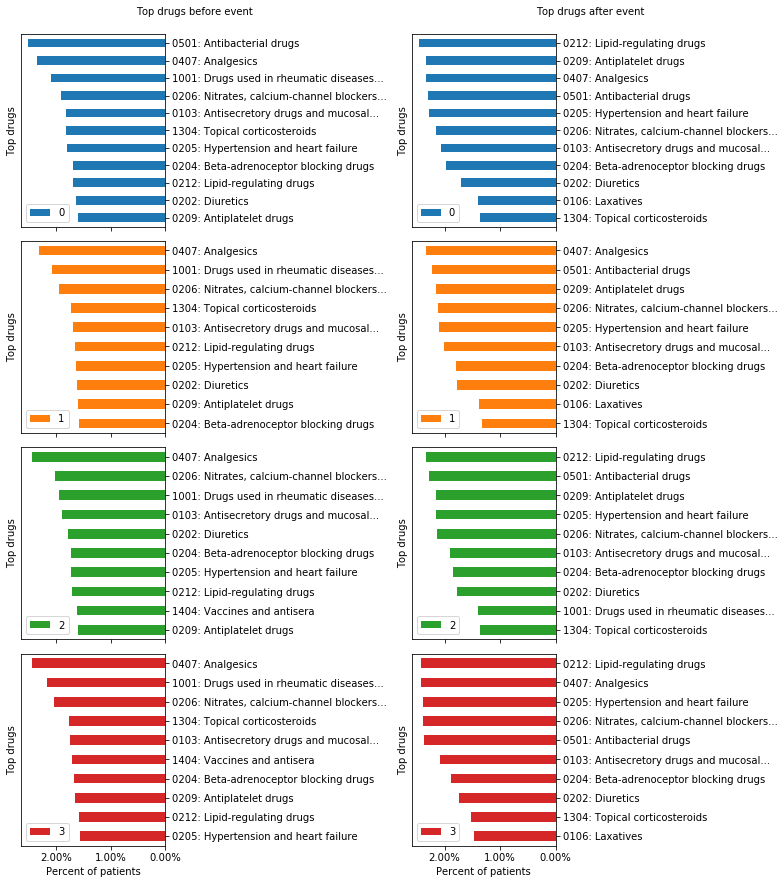 Top drugs before event
Top drugs
0501: Antibacterial drugs
0407: Analgesics
1001: Drugs used in rheumatic diseases...
0206: Nitrates, calcium-channel blockers...
0103: Antisecretory drugs and mucosal...
1304: Topical corticosteroids
0205: Hypertension and heart failure
0204: Beta-adrenoceptor blocking drugs
0212: Lipid-regulating drugs
0202: Diuretics
0209: Antiplatelet drugs
0
Top drugs
0407: Analgesics
1001: Drugs used in rheumatic diseases...
0206: Nitrates, calcium-channel blockers...
1304: Topical corticosteroids
0103: Antisecretory drugs and mucosal...
0212: Lipid-regulating drugs
0205: Hypertension and heart failure
0202: Diuretics
0209: Antiplatelet drugs
0204: Beta-adrenoceptor blocking drugs
1
Top drugs
0407: Analgesics
0206: Nitrates, calcium-channel blockers...
1001: Drugs used in rheumatic diseases...
0103: Antisecretory drugs and mucosal...
0202: Diuretics
0204: Beta-adrenoceptor blocking drugs
0205: Hypertension and heart failure
0212: Lipid-regulating drugs
1404: Vaccines and antisera
0209: Antiplatelet drugs
2
Top drugs
0407: Analgesics
1001: Drugs used in rheumatic diseases...
0206: Nitrates, calcium-channel blockers...
1304: Topical corticosteroids
0103: Antisecretory drugs and mucosal...
1404: Vaccines and antisera
0204: Beta-adrenoceptor blocking drugs
0209: Antiplatelet drugs
0212: Lipid-regulating drugs
0205: Hypertension and heart failure
3
2.00% 1.00% 0.00%
Percent of patients
Top drugs after event
Top drugs
0212: Lipid-regulating drugs
0209: Antiplatelet drugs
0407: Analgesics
0501: Antibacterial drugs
0205: Hypertension and heart failure
0206: Nitrates, calcium-channel blockers...
0103: Antisecretory drugs and mucosal...
0204: Beta-adrenoceptor blocking drugs
0202: Diuretics
0106: Laxatives
1304: Topical corticosteroids
0
Top drugs
0407: Analgesics
0501: Antibacterial drugs
0209: Antiplatelet drugs
0206: Nitrates, calcium-channel blockers...
0205: Hypertension and heart failure
0103: Antisecretory drugs and mucosal...
0204: Beta-adrenoceptor blocking drugs
0202: Diuretics
0106: Laxatives
1304: Topical corticosteroids
1
Top drugs
0212: Lipid-regulating drugs
0501: Antibacterial drugs
0209: Antiplatelet drugs
0205: Hypertension and heart failure
0206: Nitrates, calcium-channel blockers...
0103: Antisecretory drugs and mucosal...
0204: Beta-adrenoceptor blocking drugs
0202: Diuretics
1001: Drugs used in rheumatic diseases...
1304: Topical corticosteroids
2
Top drugs
0212: Lipid-regulating drugs
0407: Analgesics
0205: Hypertension and heart failure
0206: Nitrates, calcium-channel blockers...
0501: Antibacterial drugs
0103: Antisecretory drugs and mucosal...
0204: Beta-adrenoceptor blocking drugs
0202: Diuretics
1304: Topical corticosteroids
0106: Laxatives
3
2.00% 1.00% 0.00%
Percent of patients